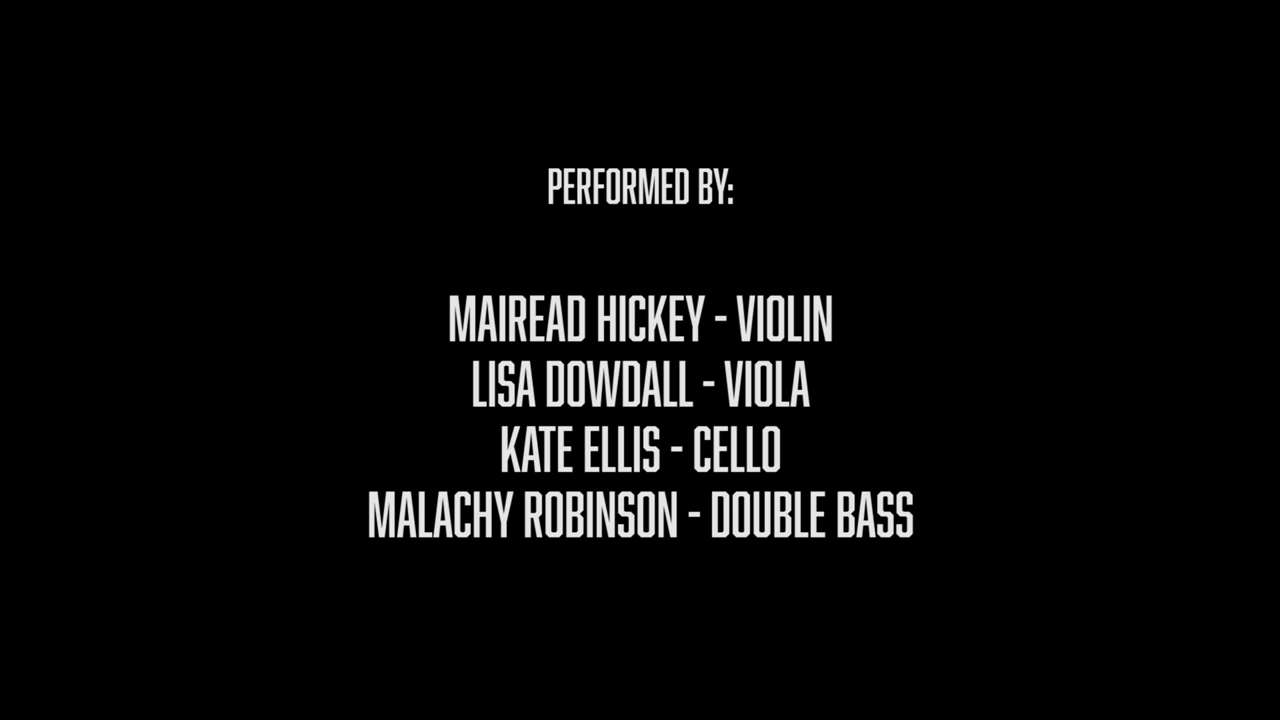 PERFORMED BY:
MAIREAD HICKEY - VIOLIN
LISA DOWDALL - VIOLA
KATE ELLIS - CELLO
MALACHY ROBINSON - DOUBLE BASS